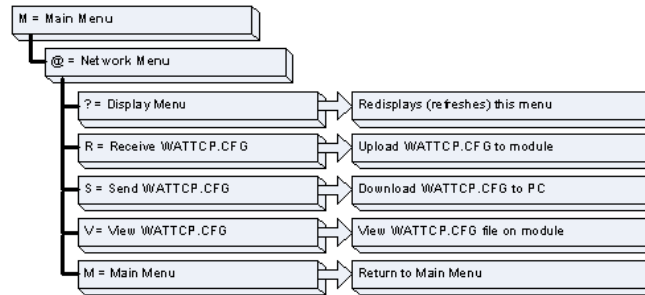 M = Main Menu
@ = Network Menu
? = Display Menu
Redisplays (refreshes) this menu
R = Receive WATTCP.CFG
Upload WATTCP.CFG to module
S = Send WATTCP.CFG
Download WATTCP.CFG to PC
V= View WATTCP.CFG
View WATTCP.CFG file on module
M = Main Menu
Return to Main Menu